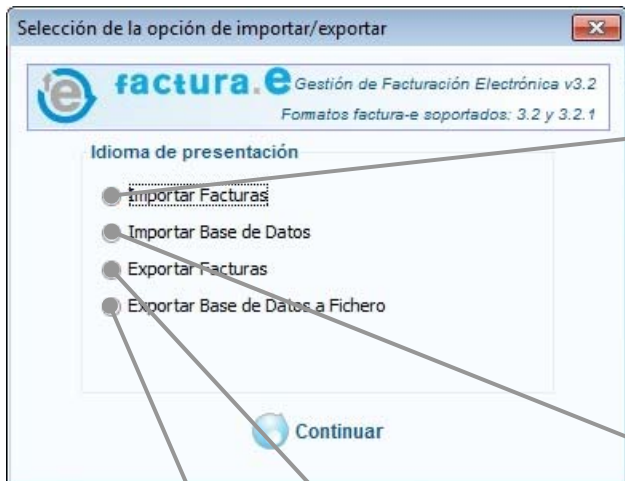 Selección de la opción de importar/exportar
factura.e Gestión de Facturación Electrónica v3.2
Formatos factura-e soportados: 3.2 y 3.2.1
Idioma de presentación
Importar Facturas
Importar Base de Datos
Exportar Facturas
Exportar Base de Datos a Fichero
Continuar